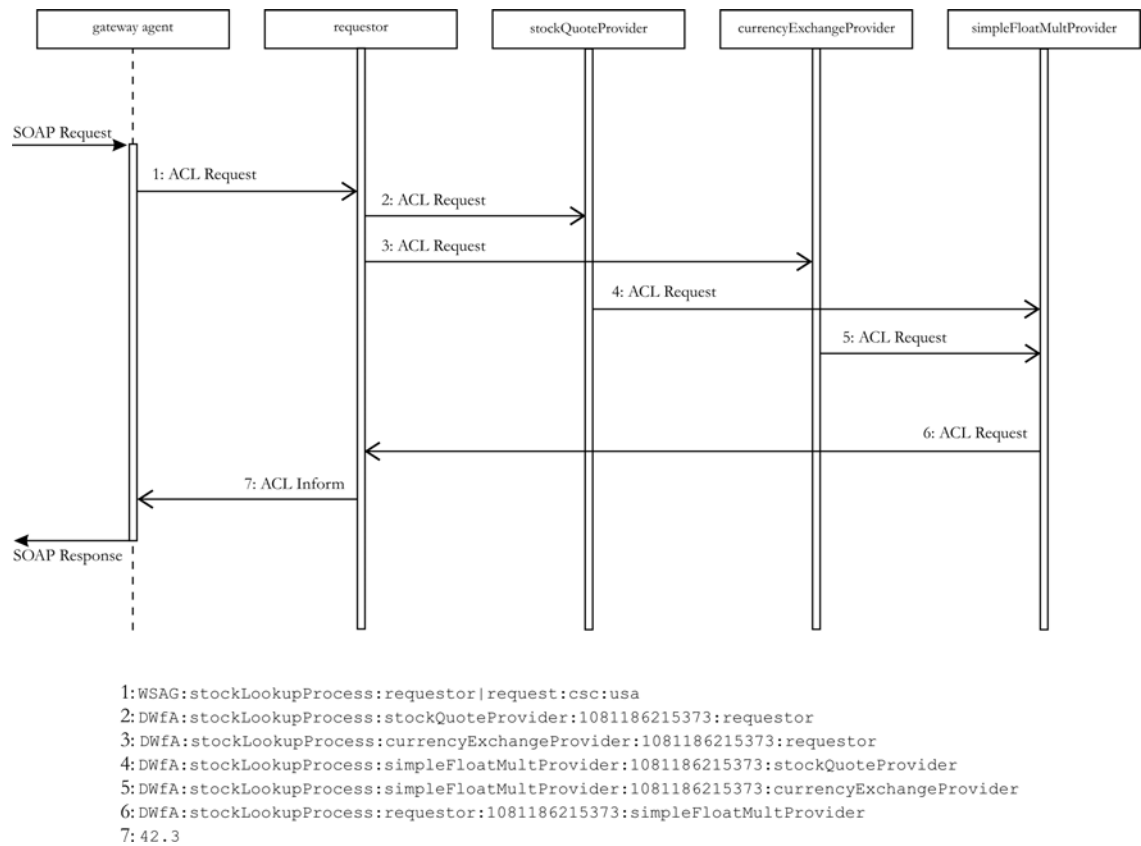 gateway agent
requestor
stockQuoteProvider
currencyExchangeProvider
simpleFloatMultProvider
SOAP Request
1: ACL Request
2: ACL Request
3: ACL Request
4: ACL Request
5: ACL Request
6: ACL Request
7: ACL Inform
SOAP Response
1: WSAG:stockLookupProcess:requestor|request:csc:usa
2: DWfA:stockLookupProcess:stockQuoteProvider:1081186215373:requestor
3: DWfA:stockLookupProcess:currencyExchangeProvider:1081186215373:requestor
4: DWfA:stockLookupProcess:simpleFloatMultProvider:1081186215373:stockQuoteProvider
5: DWfA:stockLookupProcess:simpleFloatMultProvider:1081186215373:currencyExchangeProvider
6: DWfA:stockLookupProcess:requestor:1081186215373:simpleFloatMultProvider
7: 42.3